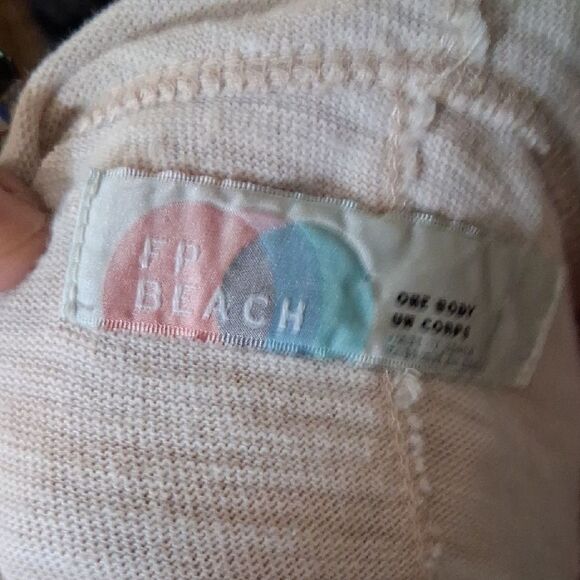 FP
BEACH
ONE BODY
UN CORPS